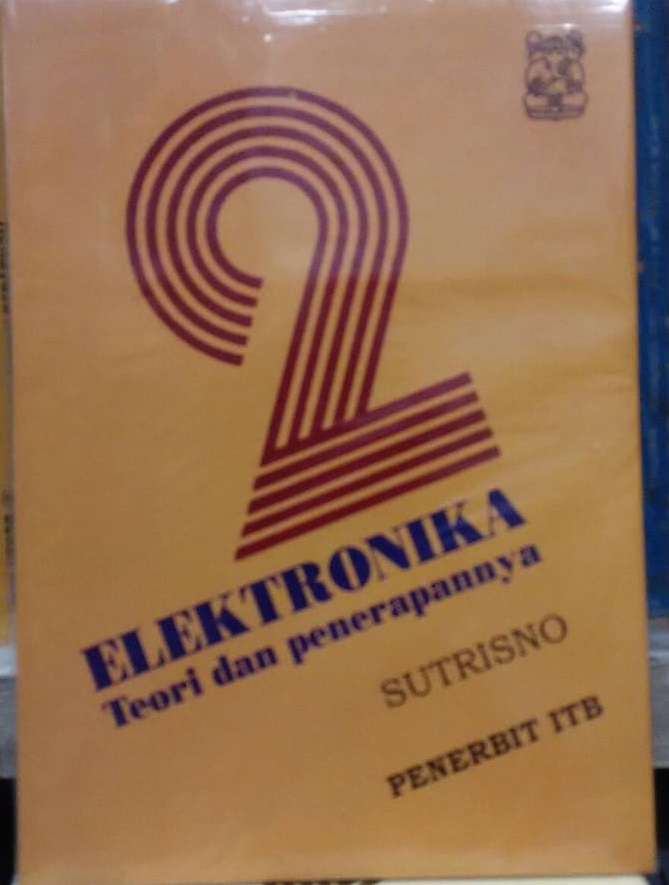 2
ELEKTRONIKA
Teori dan penerapannya
SUTRISNO
PENERBIT ITB